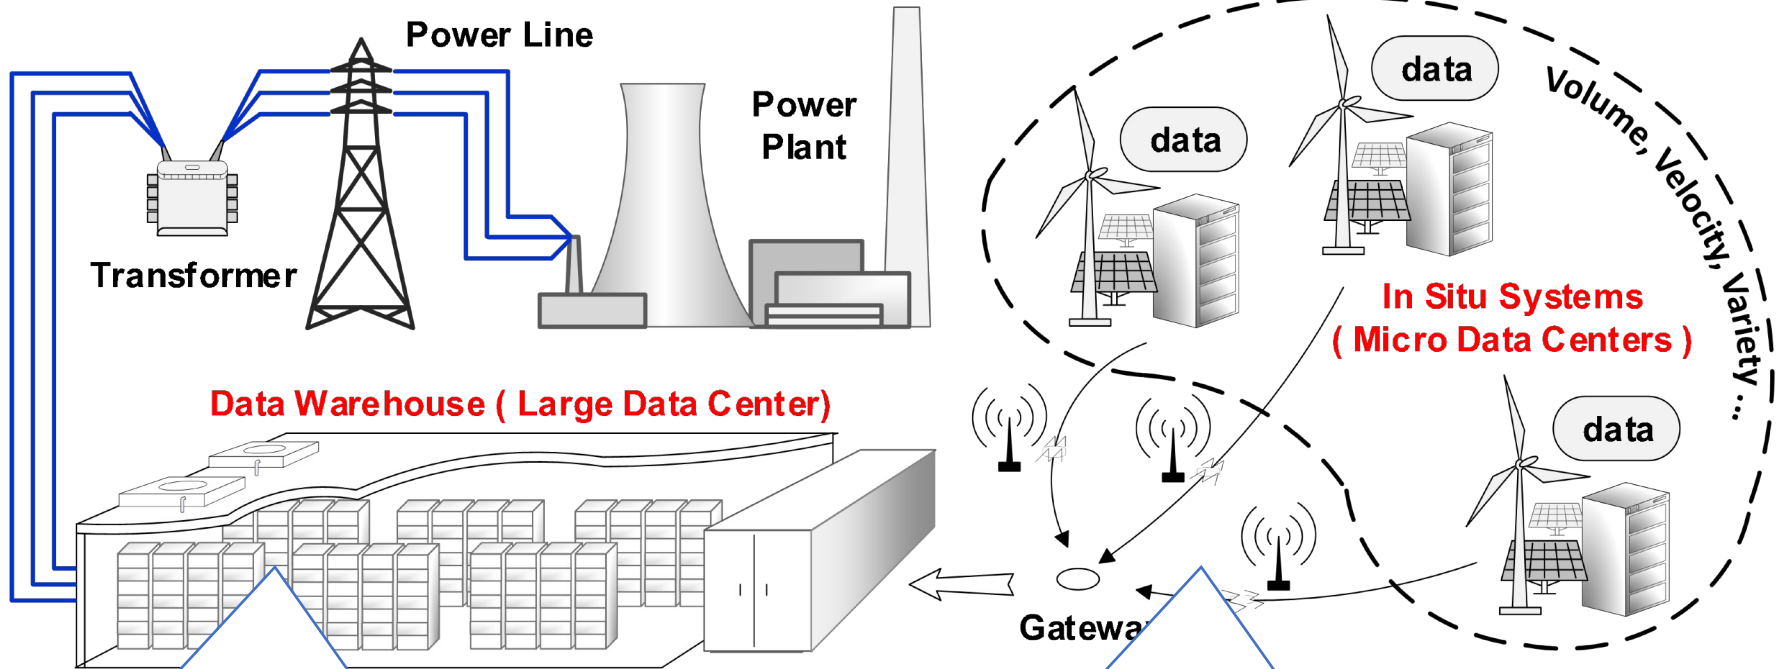 Power Line
Power
Plant
Transformer
data
data
Volume, Velocity, Variety ...
In Situ Systems
( Micro Data Centers )
Data Warehouse ( Large Data Center)
data